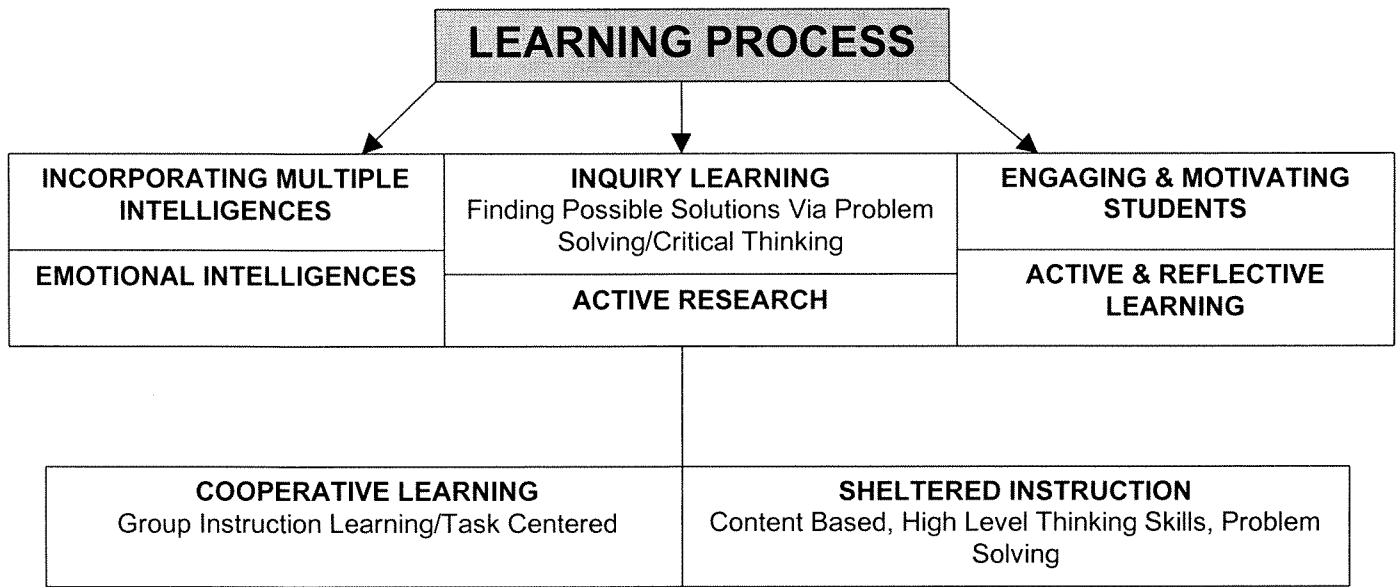 LEARNING PROCESS
INCORPORATING MULTIPLE
INTELLIGENCES
EMOTIONAL INTELLIGENCES
INQUIRY LEARNING
Finding Possible Solutions Via Problem
Solving/Critical Thinking
ACTIVE RESEARCH
ENGAGING & MOTIVATING
STUDENTS
ACTIVE & REFLECTIVE
LEARNING
COOPERATIVE LEARNING
Group Instruction Learning/Task Centered
SHELTERED INSTRUCTION
Content Based, High Level Thinking Skills, Problem
Solving